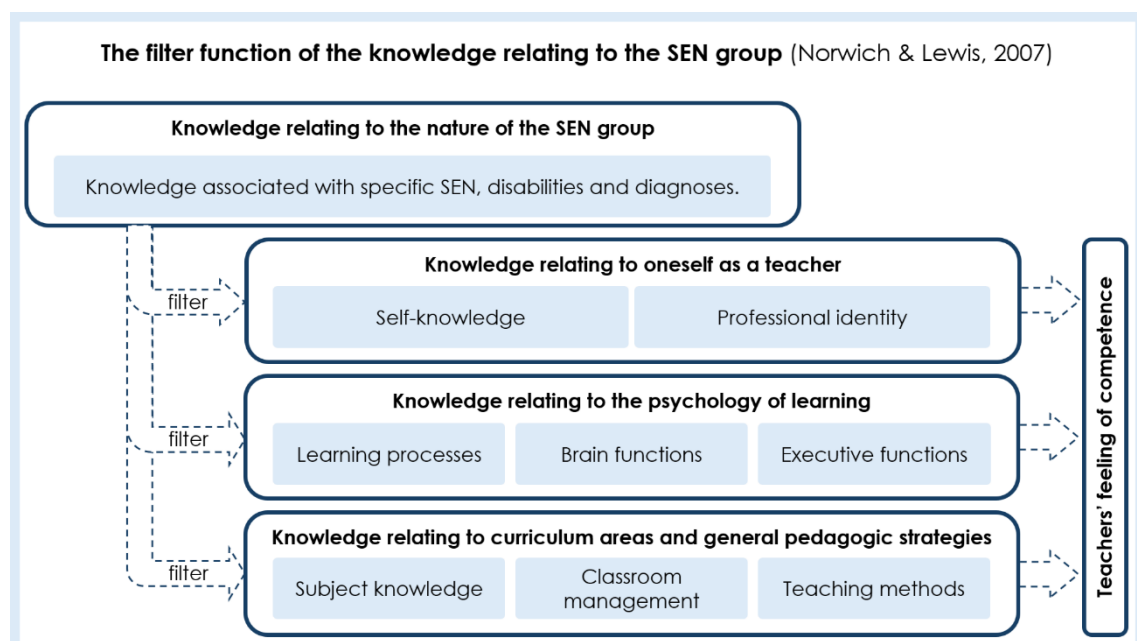 The filter function of the knowledge relating to the SEN group (Norwich & Lewis, 2007)
Knowledge relating to the nature of the SEN group
Knowledge associated with specific SEN, disabilities and diagnoses.
filter
Knowledge relating to oneself as a teacher
Self-knowledge
Professional identity
filter
Knowledge relating to the psychology of learning
Learning processes
Brain functions
Executive functions
filter
Knowledge relating to curriculum areas and general pedagogic strategies
Subject knowledge
Classroom
management
Teaching methods
Teachers' feeling of competence